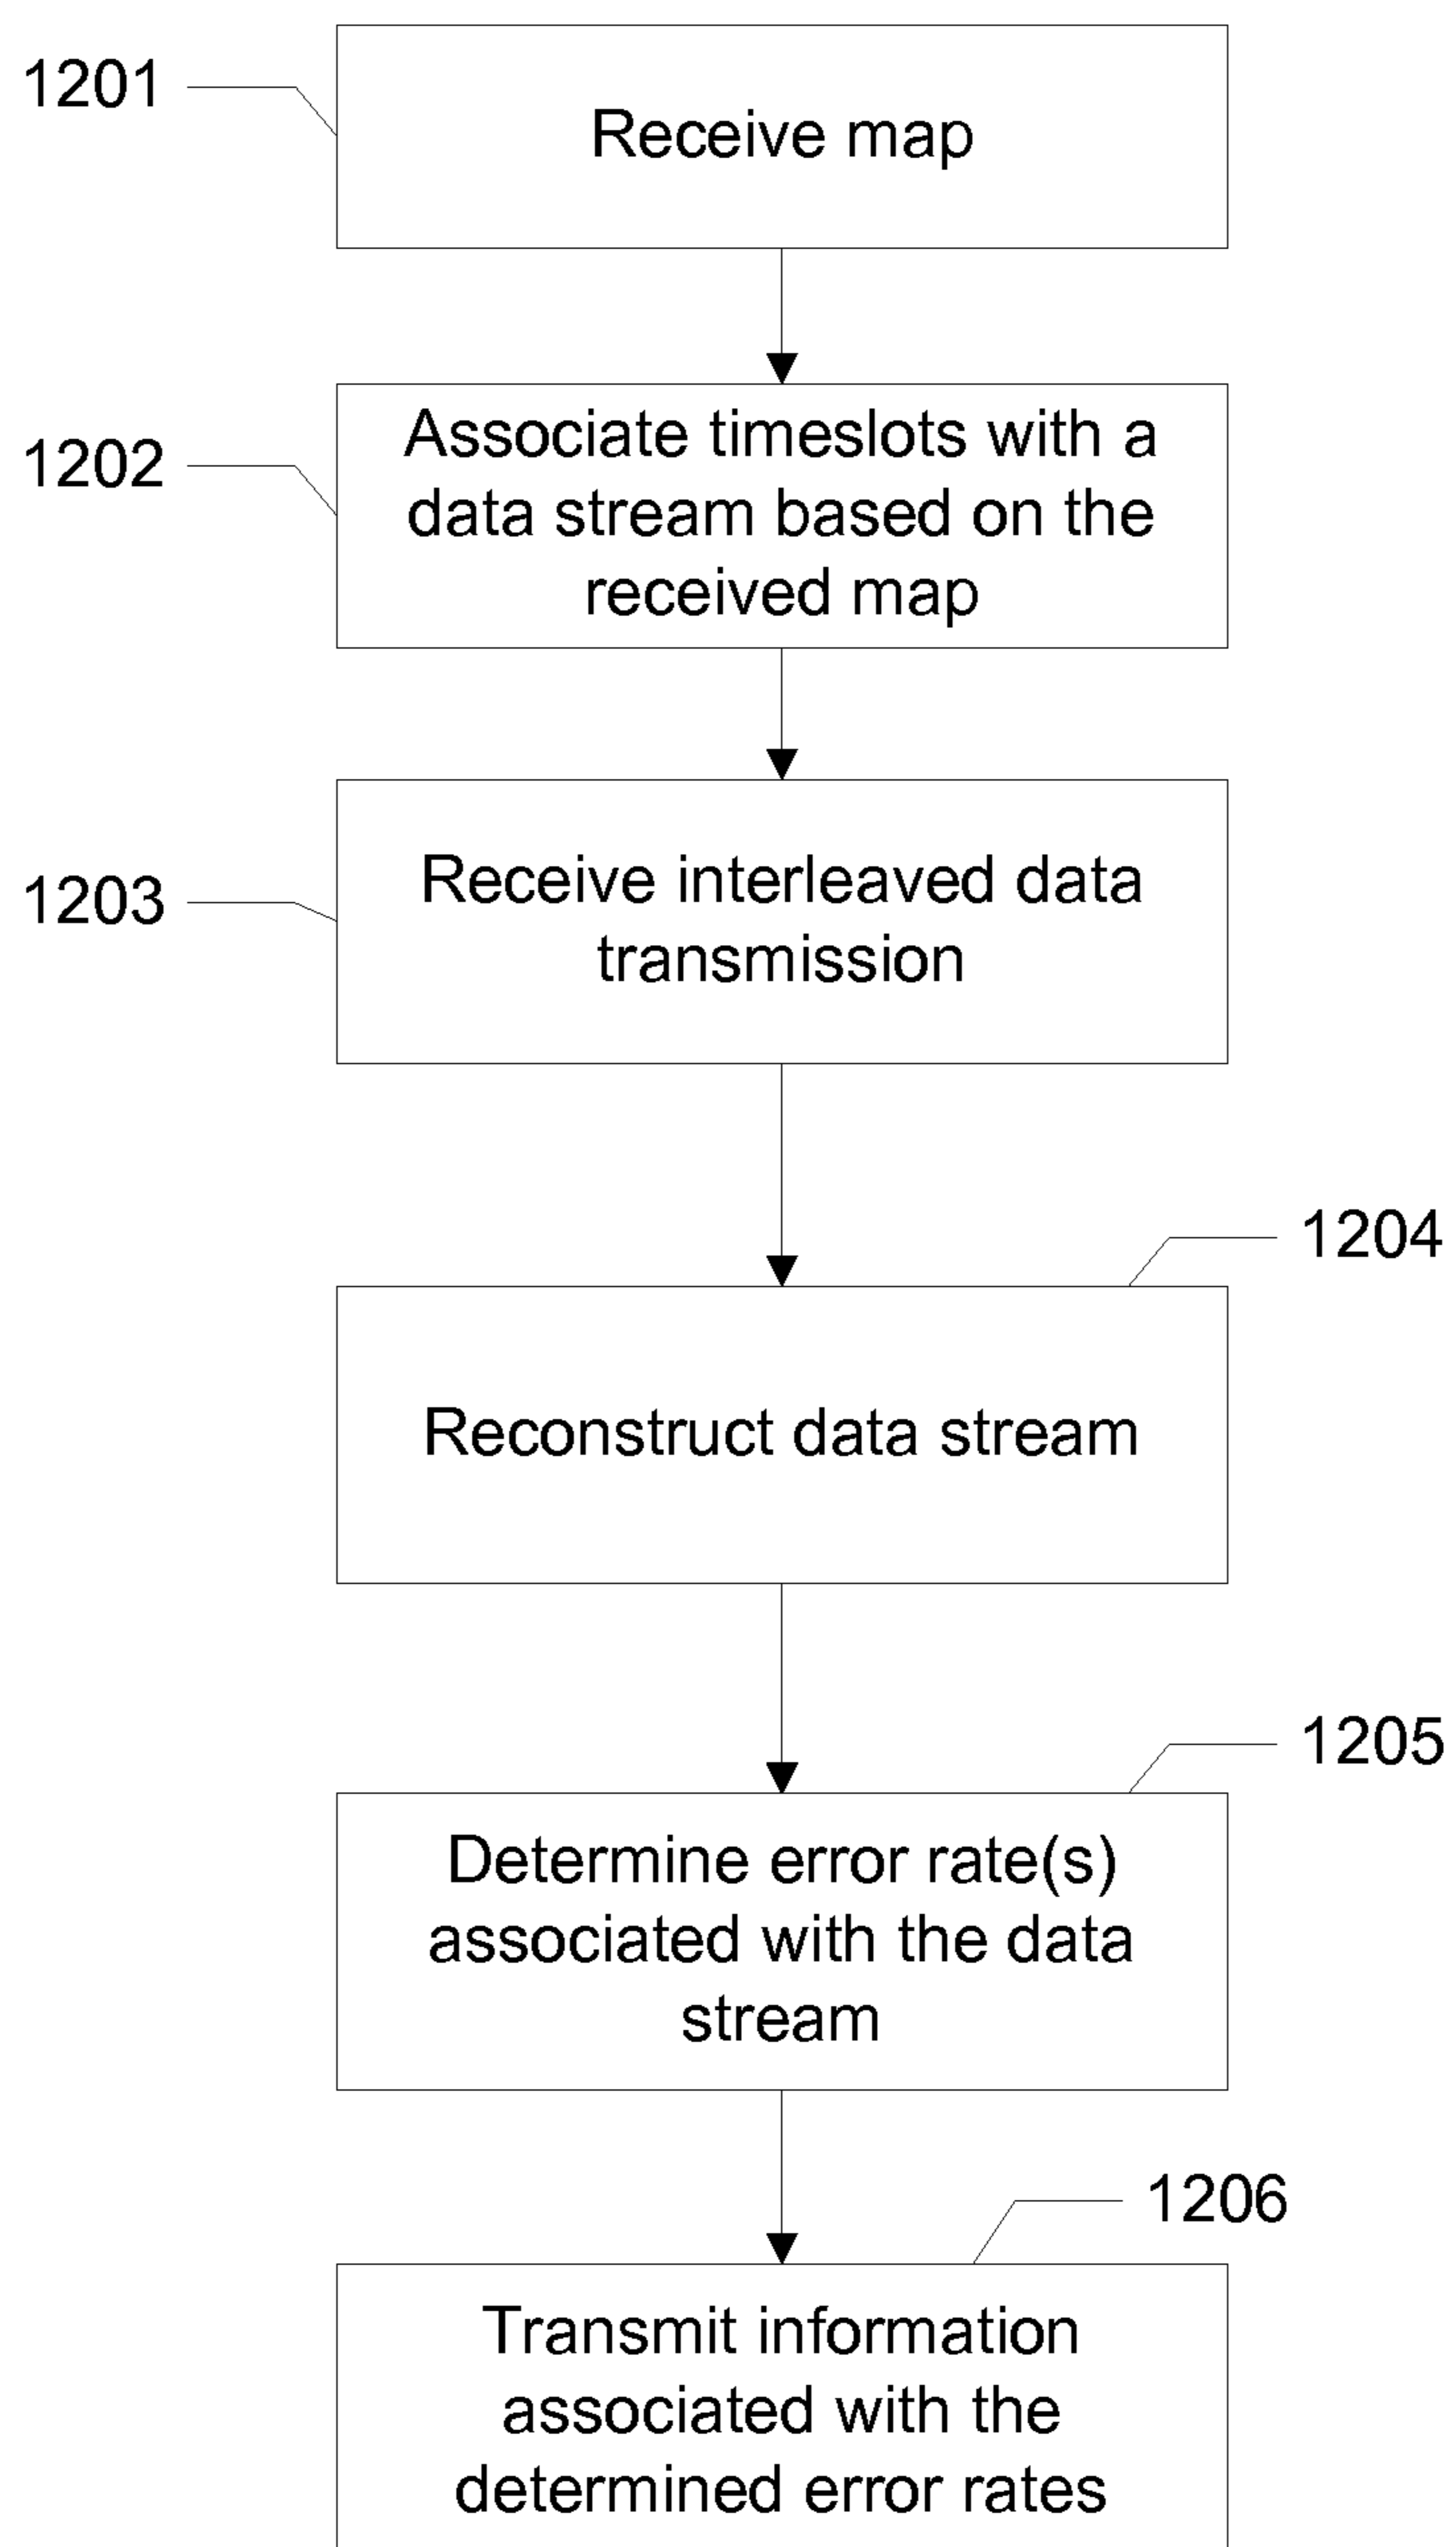 1201
Receive map
1202
Associate timeslots with a
data stream based on the
received map
1203
Receive interleaved data
transmission
1204
Reconstruct data stream
1205
Determine error rate(s)
associated with the data
stream
1206
Transmit information
associated with the
determined error rates